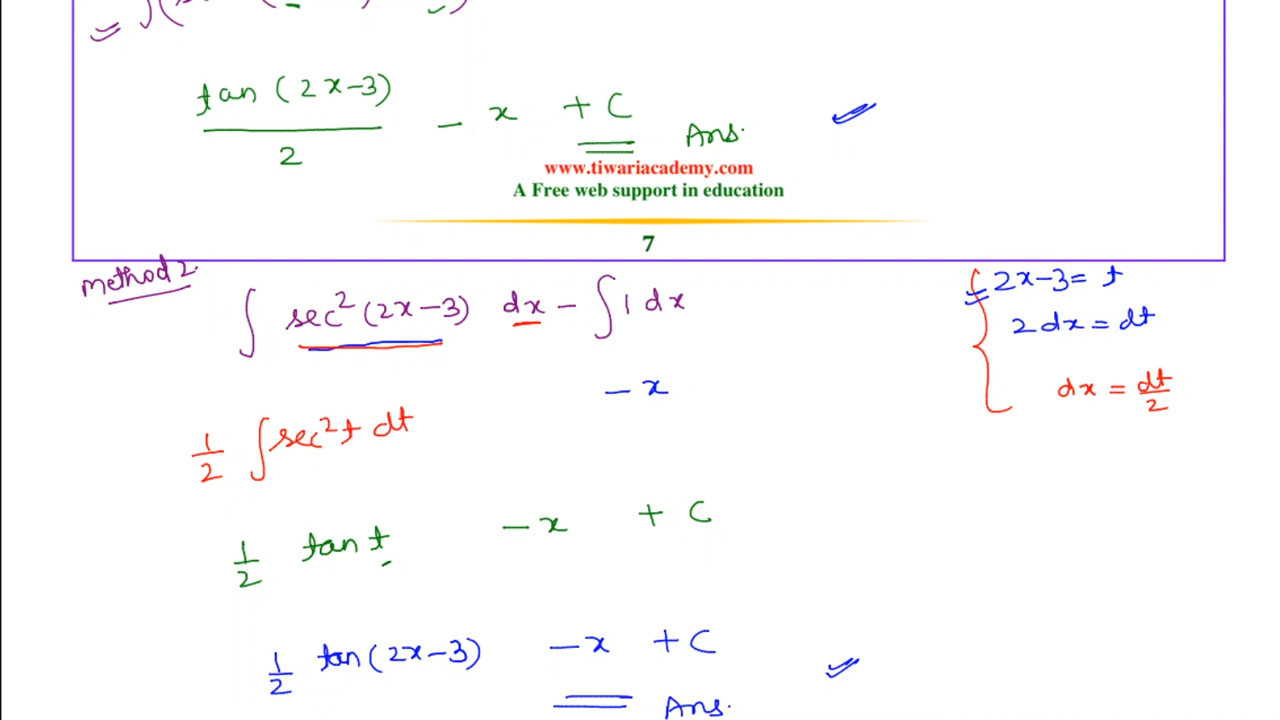 = ∫(
tan (2x-3)
2
- x + C Ans.
www.tiwariacademy.com
A Free web support in education
7
method 2.
∫ sec²(2x-3) dx - ∫ 1 dx
- x
1/2 ∫ sec²t dt
1/2 tan t - x + C
1/2 tan(2x-3) - x + C
Ans.
2x-3 = t
2 dx = dt
dx = dt/2